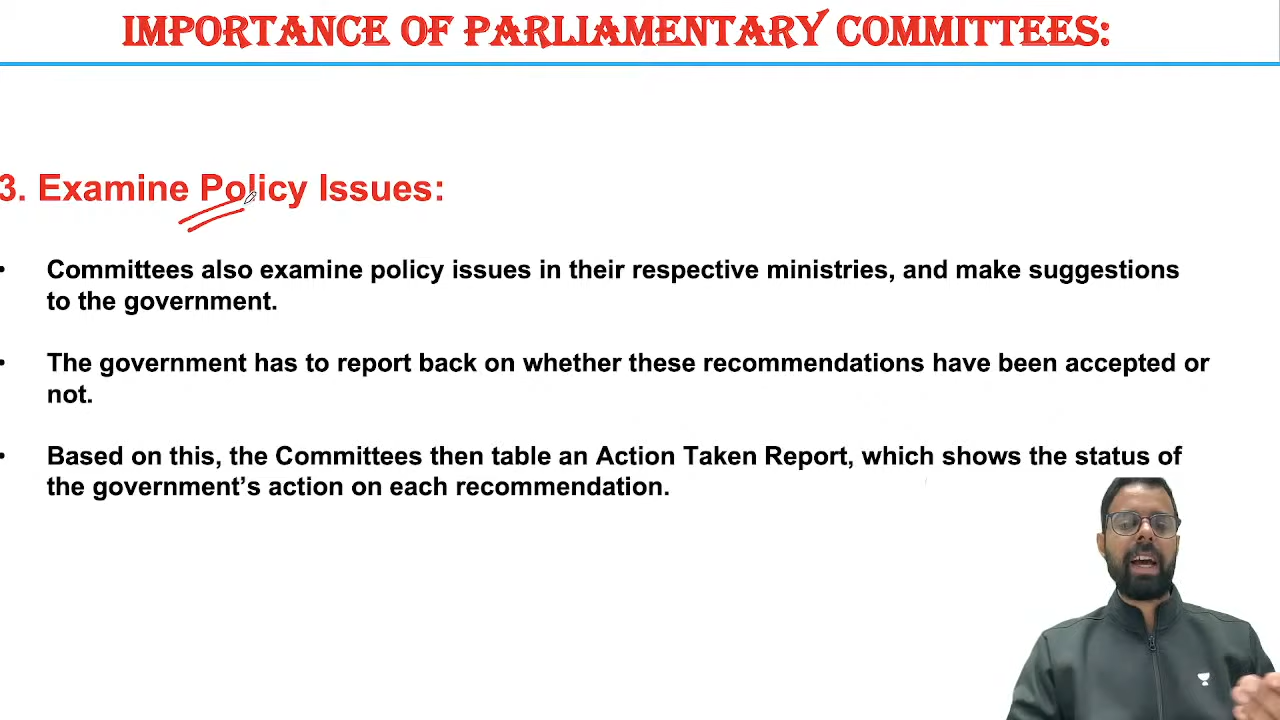 IMPORTANCE OF PARLIAMENTARY COMMITTEES:
3. Examine Policy Issues:
• Committees also examine policy issues in their respective ministries, and make suggestions
to the government.
• The government has to report back on whether these recommendations have been accepted or
not.
• Based on this, the Committees then table an Action Taken Report, which shows the status of
the government’s action on each recommendation.